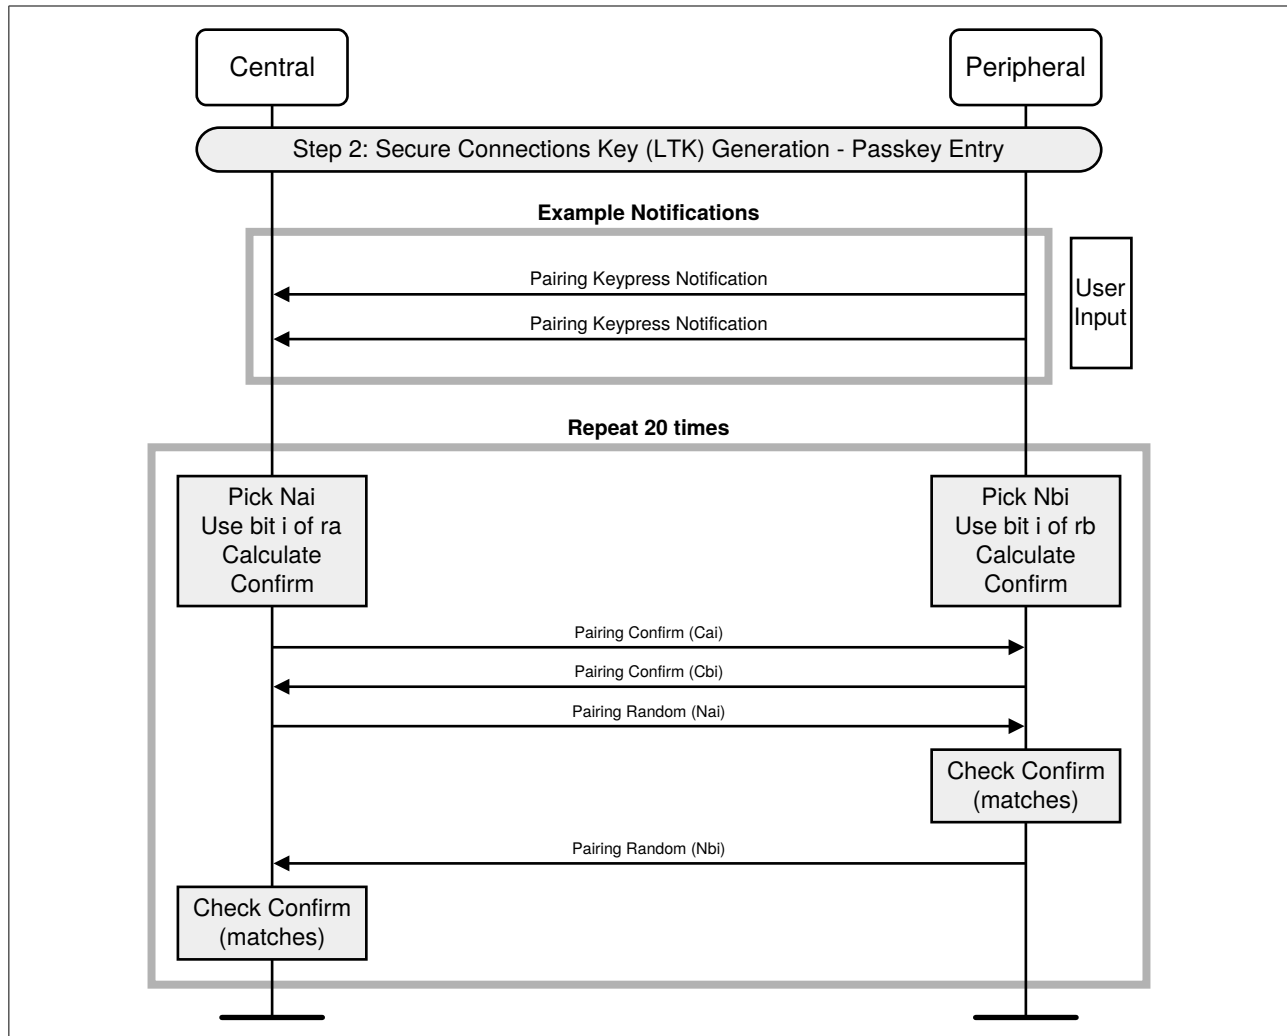 Central
Peripheral
Step 2: Secure Connections Key (LTK) Generation - Passkey Entry
Example Notifications
Pairing Keypress Notification
Pairing Keypress Notification
User
Input
Repeat 20 times
Pick Nai
Use bit i of ra
Calculate
Confirm
Pick Nbi
Use bit i of rb
Calculate
Confirm
Pairing Confirm (Cai)
Pairing Confirm (Cbi)
Pairing Random (Nai)
Check Confirm
(matches)
Pairing Random (Nbi)
Check Confirm
(matches)